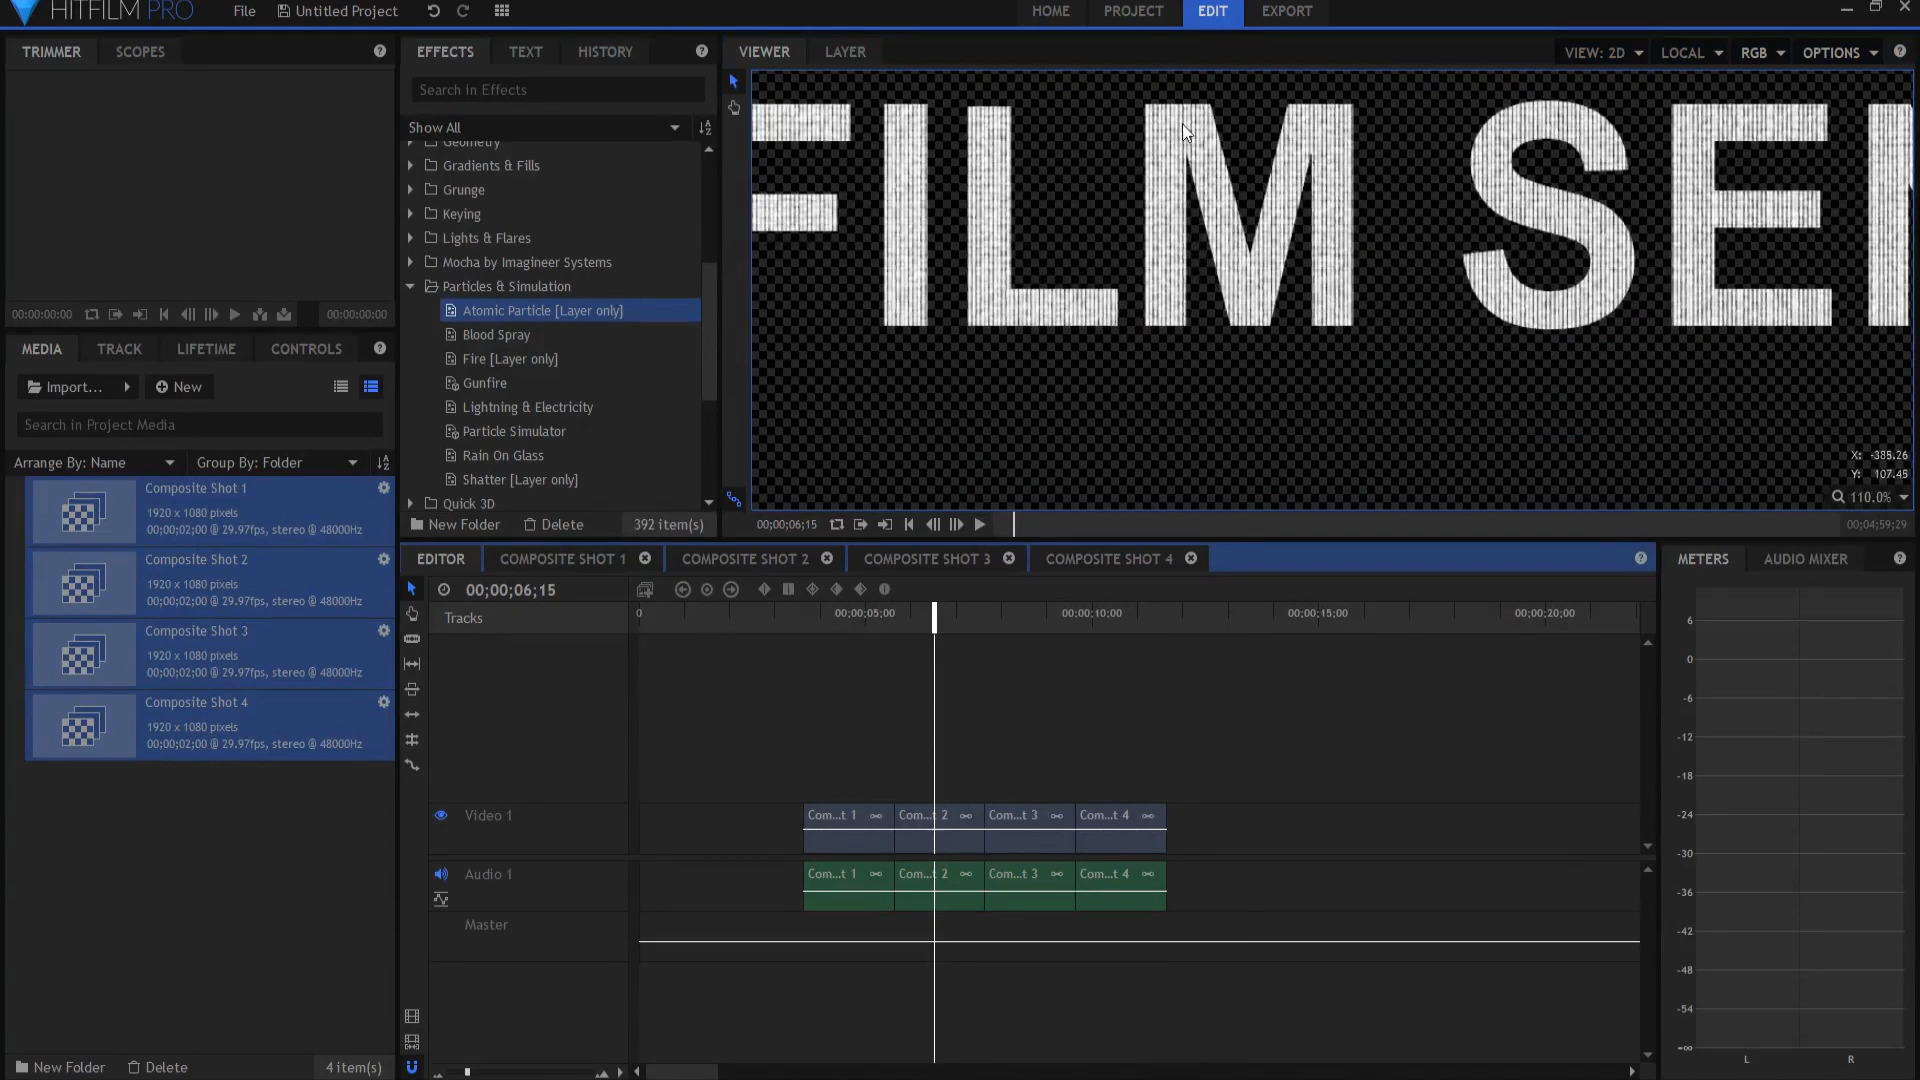 HITFILM PRO
File
Untitled Project
HOME
PROJECT
EDIT
EXPORT
TRIMMER
SCOPES
EFFECTS
TEXT
HISTORY
VIEWER
LAYER
VIEW: 2D
LOCAL
RGB
OPTIONS
Search in Effects
Show All
Geometry
Gradients & Fills
Grunge
Keying
Lights & Flares
Mocha by Imagineer Systems
Particles & Simulation
Atomic Particle [Layer only]
Blood Spray
Fire [Layer only]
Gunfire
Lightning & Electricity
Particle Simulator
Rain On Glass
Shatter [Layer only]
Quick 3D
New Folder
Delete
392 item(s)
FILM SE
X: -385.26
Y: 107.45
110.0%
00;00;06;15
00;04;59;29
00:00:00:00
00:00:00:00
MEDIA
TRACK
LIFETIME
CONTROLS
Import...
New
Search in Project Media
Arrange By: Name
Group By: Folder
Composite Shot 1
1920 x 1080 pixels
00;00;02;00 @ 29.97fps, stereo @ 48000Hz
Composite Shot 2
1920 x 1080 pixels
00;00;02;00 @ 29.97fps, stereo @ 48000Hz
Composite Shot 3
1920 x 1080 pixels
00;00;02;00 @ 29.97fps, stereo @ 48000Hz
Composite Shot 4
1920 x 1080 pixels
00;00;02;00 @ 29.97fps, stereo @ 48000Hz
New Folder
Delete
4 item(s)
EDITOR
COMPOSITE SHOT 1
COMPOSITE SHOT 2
COMPOSITE SHOT 3
COMPOSITE SHOT 4
00;00;06;15
Tracks
0
00;00;05;00
00;00;10;00
00;00;15;00
00;00;20;00
Video 1
Com...t 1
Com...t 2
Com...t 3
Com...t 4
Audio 1
Com...t 1
Com...t 2
Com...t 3
Com...t 4
Master
METERS
AUDIO MIXER
6
0
-6
-12
-18
-24
-30
-36
-42
-48
-54
-∞
L
R